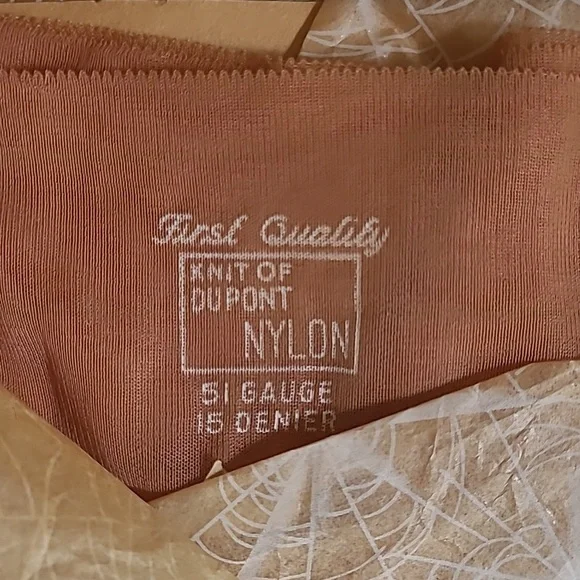 First Quality
KNIT OF
DUPONT
NYLON
51 GAUGE
15 DENIER